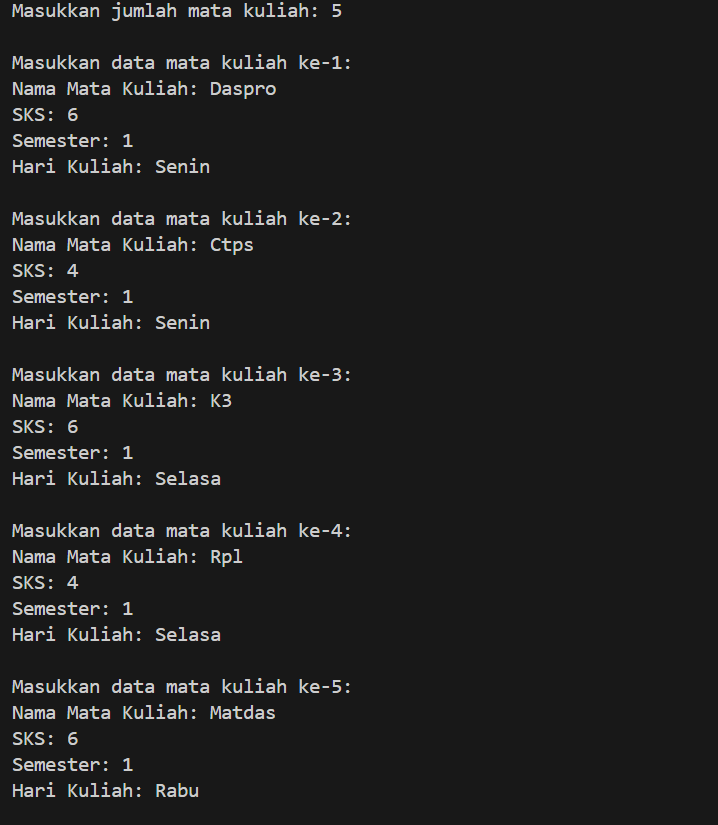 Masukkan jumlah mata kuliah: 5
Masukkan data mata kuliah ke-1:
Nama Mata Kuliah: Daspro
SKS: 6
Semester: 1
Hari Kuliah: Senin
Masukkan data mata kuliah ke-2:
Nama Mata Kuliah: Ctps
SKS: 4
Semester: 1
Hari Kuliah: Senin
Masukkan data mata kuliah ke-3:
Nama Mata Kuliah: K3
SKS: 6
Semester: 1
Hari Kuliah: Selasa
Masukkan data mata kuliah ke-4:
Nama Mata Kuliah: Rpl
SKS: 4
Semester: 1
Hari Kuliah: Selasa
Masukkan data mata kuliah ke-5:
Nama Mata Kuliah: Matdas
SKS: 6
Semester: 1
Hari Kuliah: Rabu